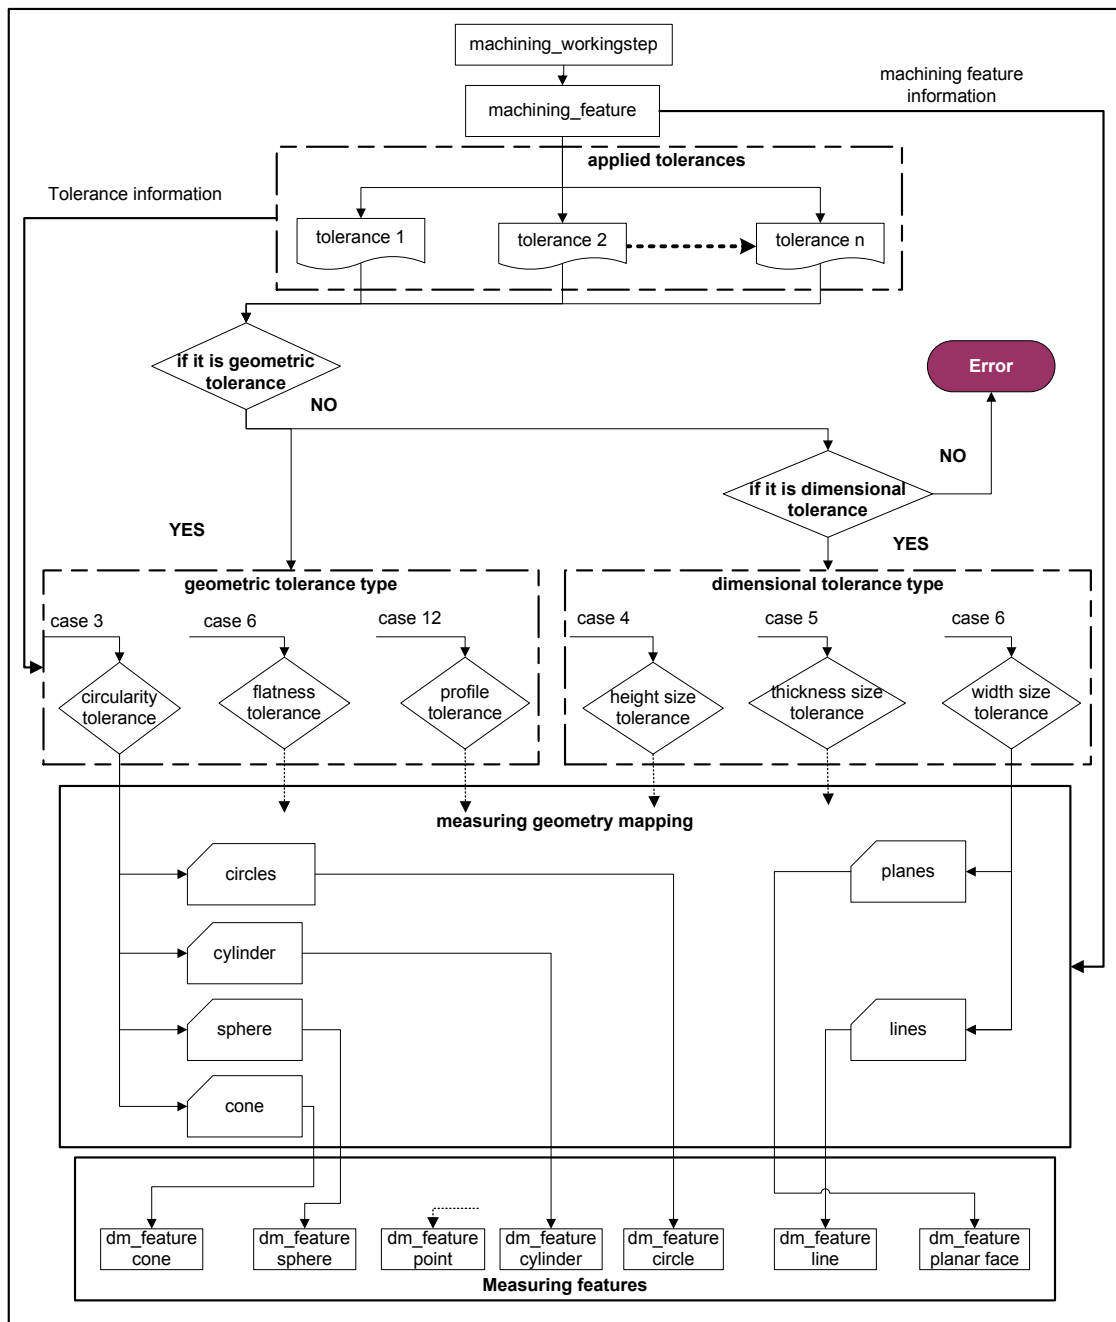 machining_workingstep
machining feature
information
machining_feature
applied tolerances
Tolerance information
tolerance 1
tolerance 2
tolerance n
if it is geometric
tolerance
Error
NO
NO
if it is dimensional
tolerance
YES
YES
geometric tolerance type
dimensional tolerance type
case 3
case 6
case 12
case 4
case 5
case 6
circularity
tolerance
flatness
tolerance
profile
tolerance
height size
tolerance
thickness size
tolerance
width size
tolerance
measuring geometry mapping
circles
planes
cylinder
sphere
lines
cone
dm_feature
cone
dm_feature
sphere
dm_feature
point
dm_feature
cylinder
dm_feature
circle
dm_feature
line
dm_feature
planar face
Measuring features